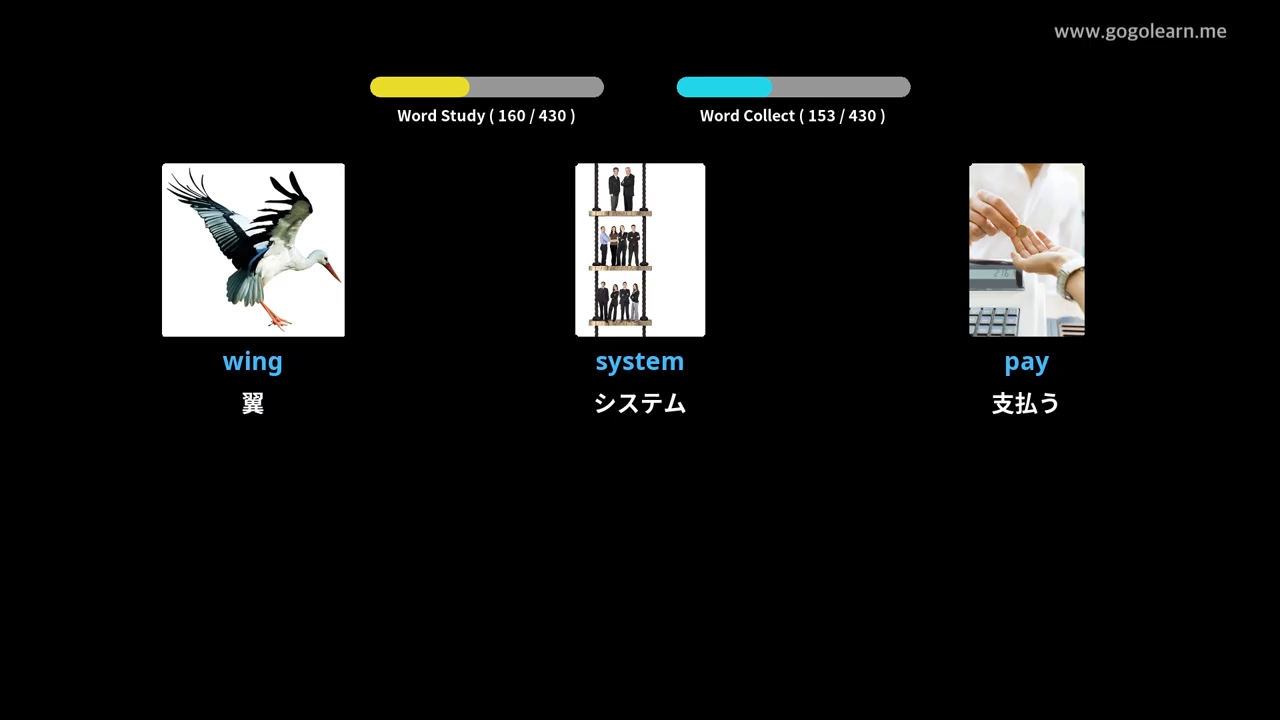 www.gogolearn.me
Word Study ( 160 / 430 )
Word Collect ( 153 / 430 )
wing
system
pay
翼
システム
支払う